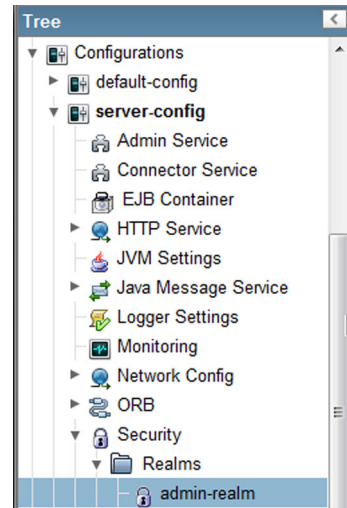 Tree
Configurations
default-config
server-config
Admin Service
Connector Service
EJB Container
HTTP Service
JVM Settings
Java Message Service
Logger Settings
Monitoring
Network Config
ORB
Security
Realms
admin-realm